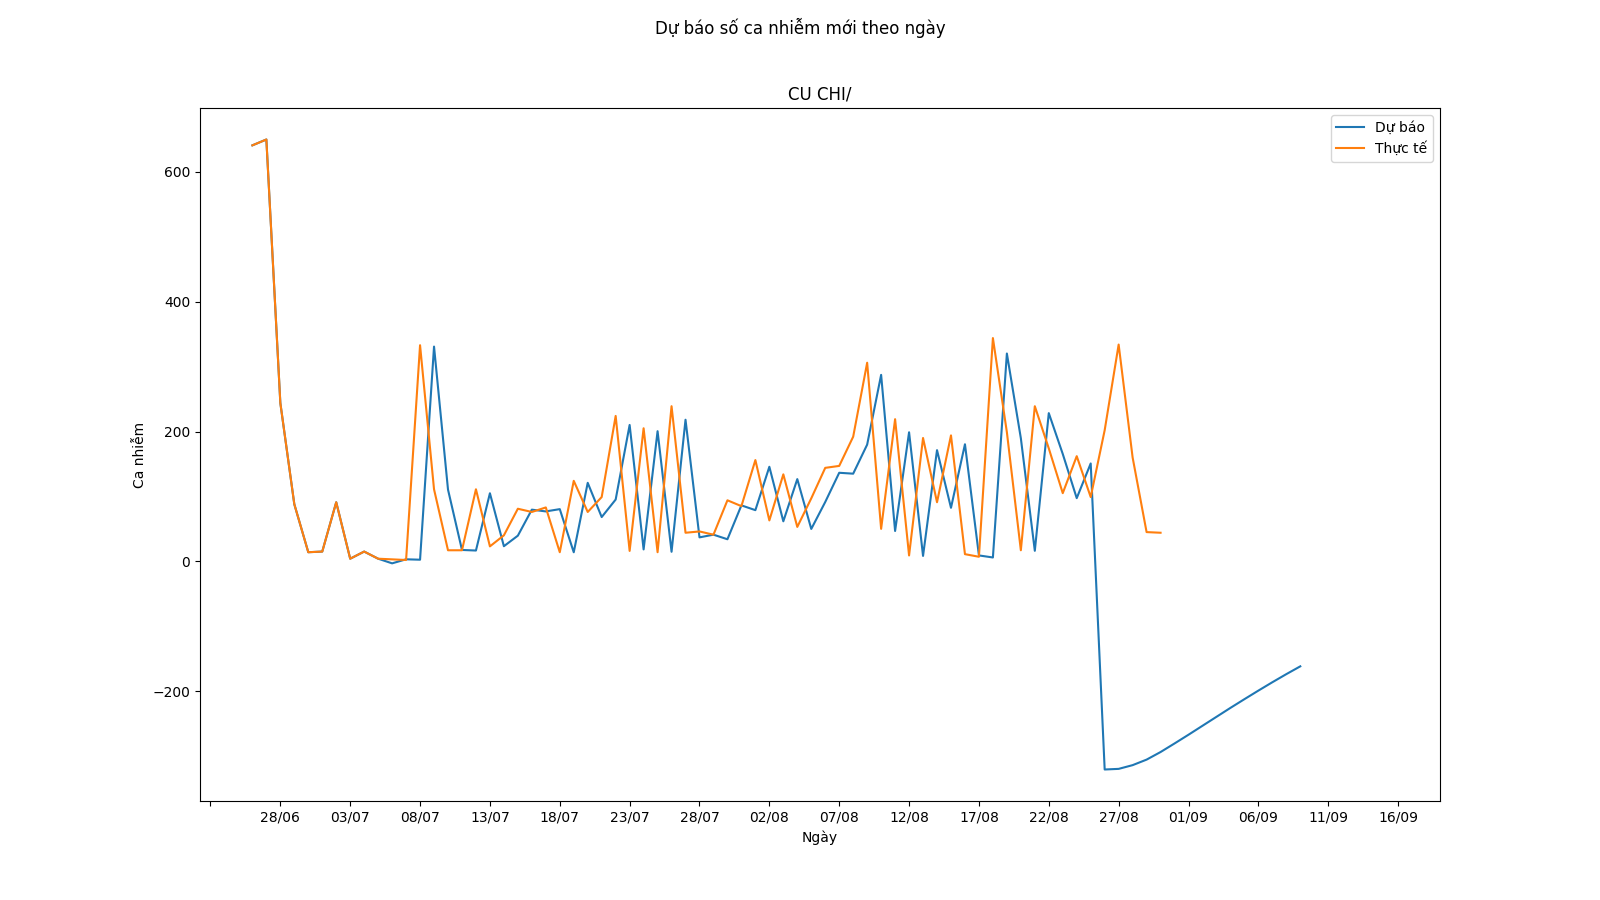 Dự báo số ca nhiễm mới theo ngày
CU CHI/
Dự báo
Thực tế
600
400
200
0
−200
Ca nhiễm
28/06 03/07 08/07 13/07 18/07 23/07 28/07 02/08 07/08 12/08 17/08 22/08 27/08 01/09 06/09 11/09 16/09
Ngày